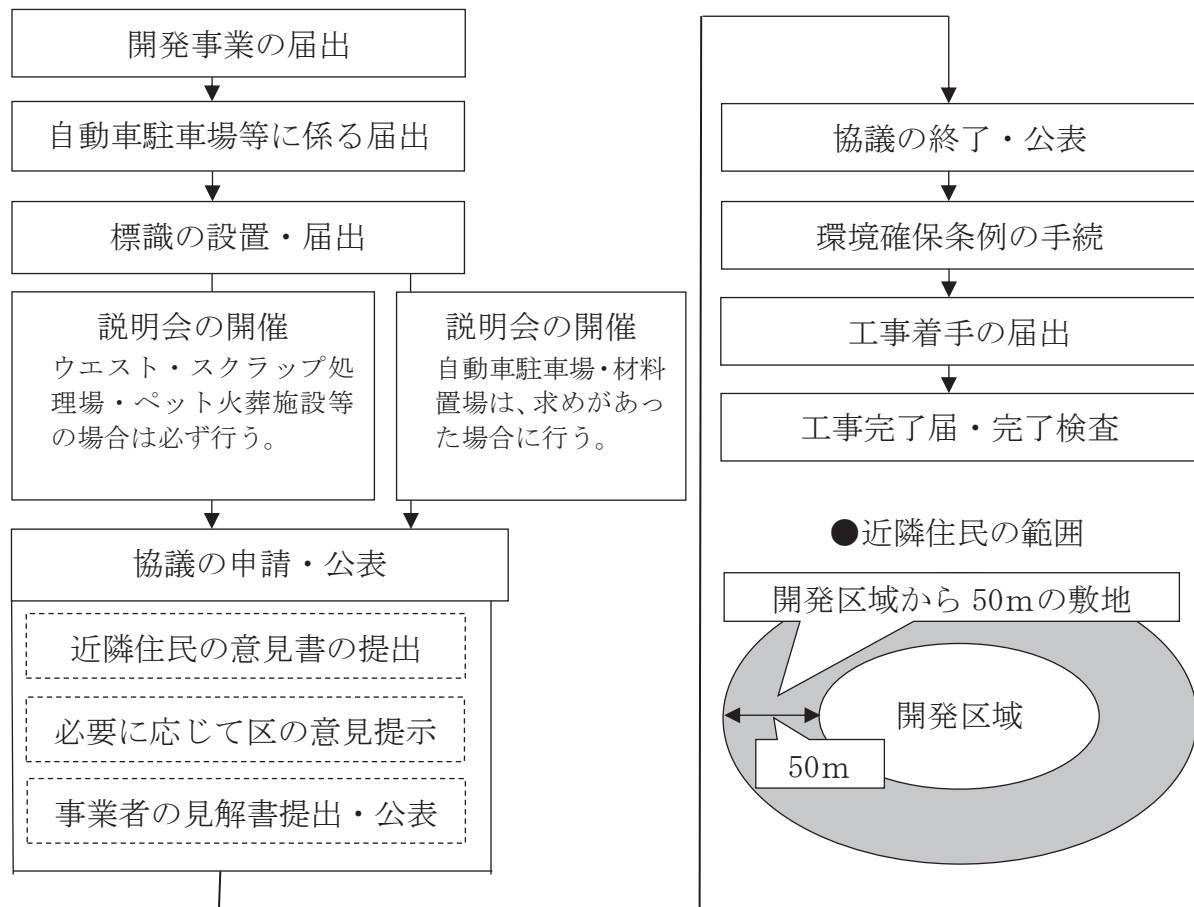 開発事業の届出
自動車駐車場等に係る届出
標識の設置・届出
説明会の開催
ウエスト・スクラップ処
理場・ペット火葬施設等
の場合は必ず行う。
説明会の開催
自動車駐車場・材料
置場は、求めがあっ
た場合に行う。
協議の申請・公表
近隣住民の意見書の提出
必要に応じて区の意見提示
事業者の見解書提出・公表
協議の終了・公表
環境確保条例の手続
工事着手の届出
工事完了届・完了検査
●近隣住民の範囲
開発区域から 50mの敷地
開発区域
50m